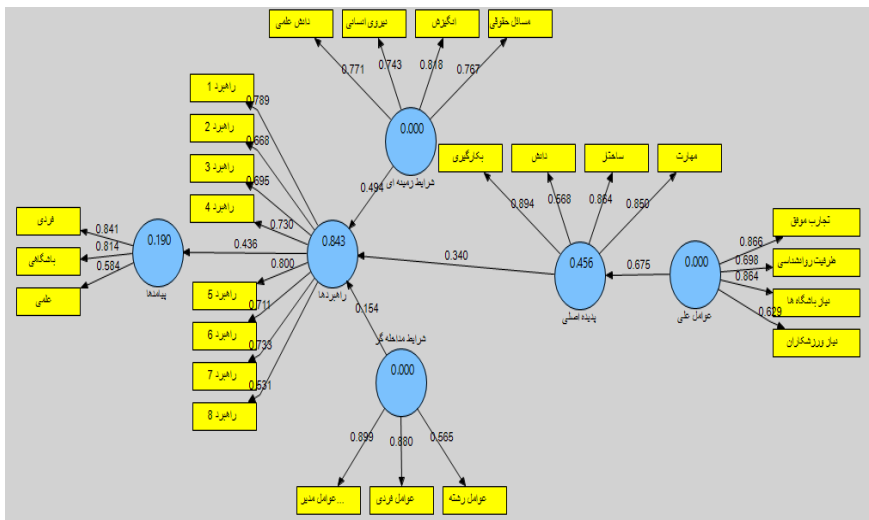 دانش علمی
نیروی انسانی
انگیزش
مسائل حقوقی
0.771
0.743
0.818
0.767
0.000
شرایط زمینه ای
راهبرد 1
راهبرد 2
راهبرد 3
راهبرد 4
راهبرد 5
راهبرد 6
راهبرد 7
راهبرد 8
0.789
0.668
0.695
0.730
0.800
0.711
0.733
0.531
0.843
راهبردها
0.494
0.340
0.154
0.436
بکارگیری
دانش
ساختار
مهارت
0.894
0.568
0.864
0.850
0.456
پدیده اصلی
0.675
0.000
عوامل علی
تجارب موفق
ظرفیت روانشناسی
نیاز باشگاه ها
نیاز ورزشکاران
0.866
0.698
0.864
0.629
فردی
باشگاهی
علمی
0.841
0.814
0.584
0.190
پیامدها
شرایط مداخله گر
0.000
0.899
0.880
0.565
عوامل مدیر...
عوامل فردی
عوامل رشته